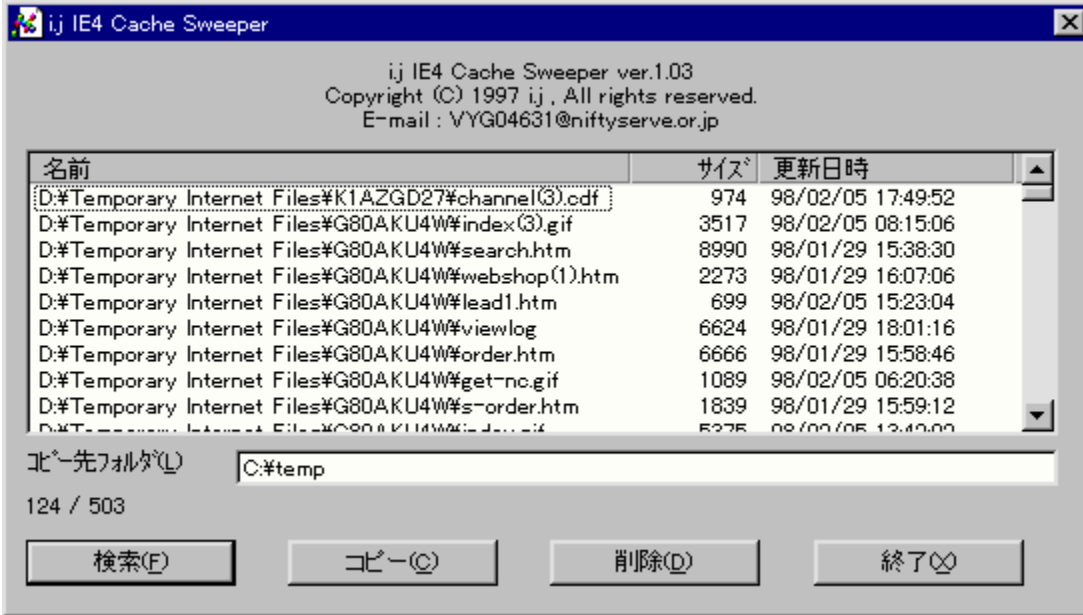 i.j IE4 Cache Sweeper
i.j IE4 Cache Sweeper ver.1.03
Copyright (C) 1997 i.j , All rights reserved.
E-mail : VYG04631@niftyserve.or.jp
名前 ｻｲｽﾞ 更新日時
D:¥Temporary Internet Files¥K1AZGD27¥channel(3).cdf 974 98/02/05 17:49:52
D:¥Temporary Internet Files¥G80AKU4W¥index(3).gif 3517 98/02/05 08:15:06
D:¥Temporary Internet Files¥G80AKU4W¥search.htm 8990 98/01/29 15:38:30
D:¥Temporary Internet Files¥G80AKU4W¥webshop(1).htm 2273 98/01/29 16:07:06
D:¥Temporary Internet Files¥G80AKU4W¥lead1.htm 699 98/02/05 15:23:04
D:¥Temporary Internet Files¥G80AKU4W¥viewlog 6624 98/01/29 18:01:16
D:¥Temporary Internet Files¥G80AKU4W¥order.htm 6666 98/01/29 15:58:46
D:¥Temporary Internet Files¥G80AKU4W¥get-nc.gif 1089 98/02/05 06:20:38
D:¥Temporary Internet Files¥G80AKU4W¥s-order.htm 1839 98/01/29 15:59:12
D:¥Temporary Internet Files¥G80AKU4W¥index.gif
ｺﾋﾟｰ先ﾌｫﾙﾀﾞ(L) C:¥temp
124 / 503
検索(F) コピー(C) 削除(D) 終了(X)